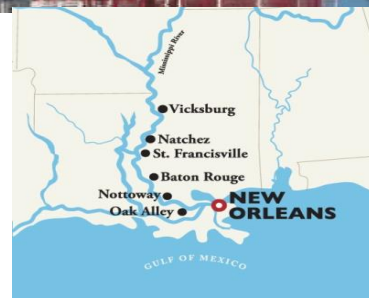 Mississippi River
Vicksburg
Natchez
St. Francisville
Baton Rouge
Nottoway
Oak Alley
NEW
ORLEANS
GULF OF MEXICO